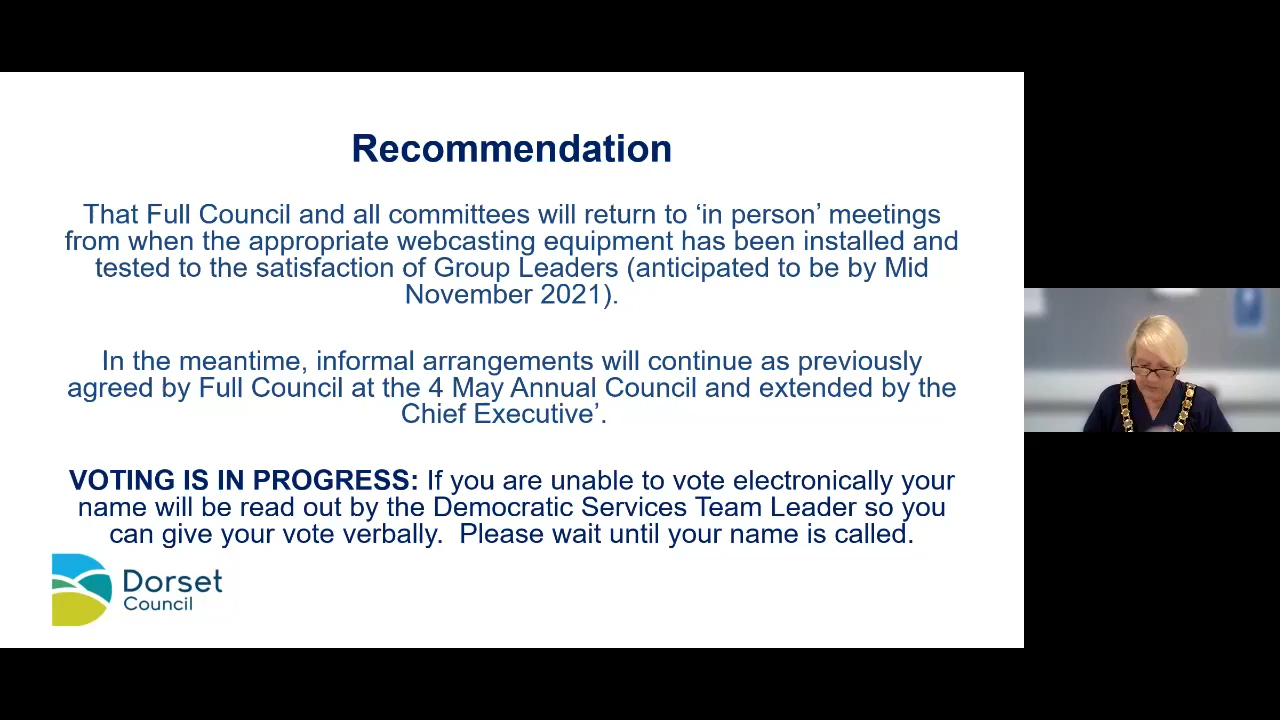 Recommendation
That Full Council and all committees will return to ‘in person’ meetings
from when the appropriate webcasting equipment has been installed and
tested to the satisfaction of Group Leaders (anticipated to be by Mid
November 2021).
In the meantime, informal arrangements will continue as previously
agreed by Full Council at the 4 May Annual Council and extended by the
Chief Executive’.
VOTING IS IN PROGRESS: If you are unable to vote electronically your
name will be read out by the Democratic Services Team Leader so you
can give your vote verbally.  Please wait until your name is called.
Dorset
Council